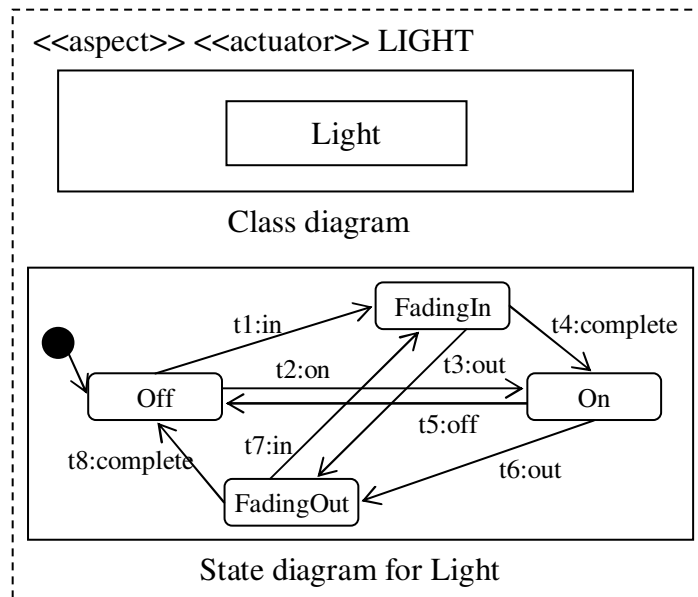 <<aspect>> <<actuator>> LIGHT
Light
Class diagram
FadingIn
t1:in
t4:complete
t2:on
t3:out
Off
On
t5:off
t7:in
t8:complete
t6:out
FadingOut
State diagram for Light